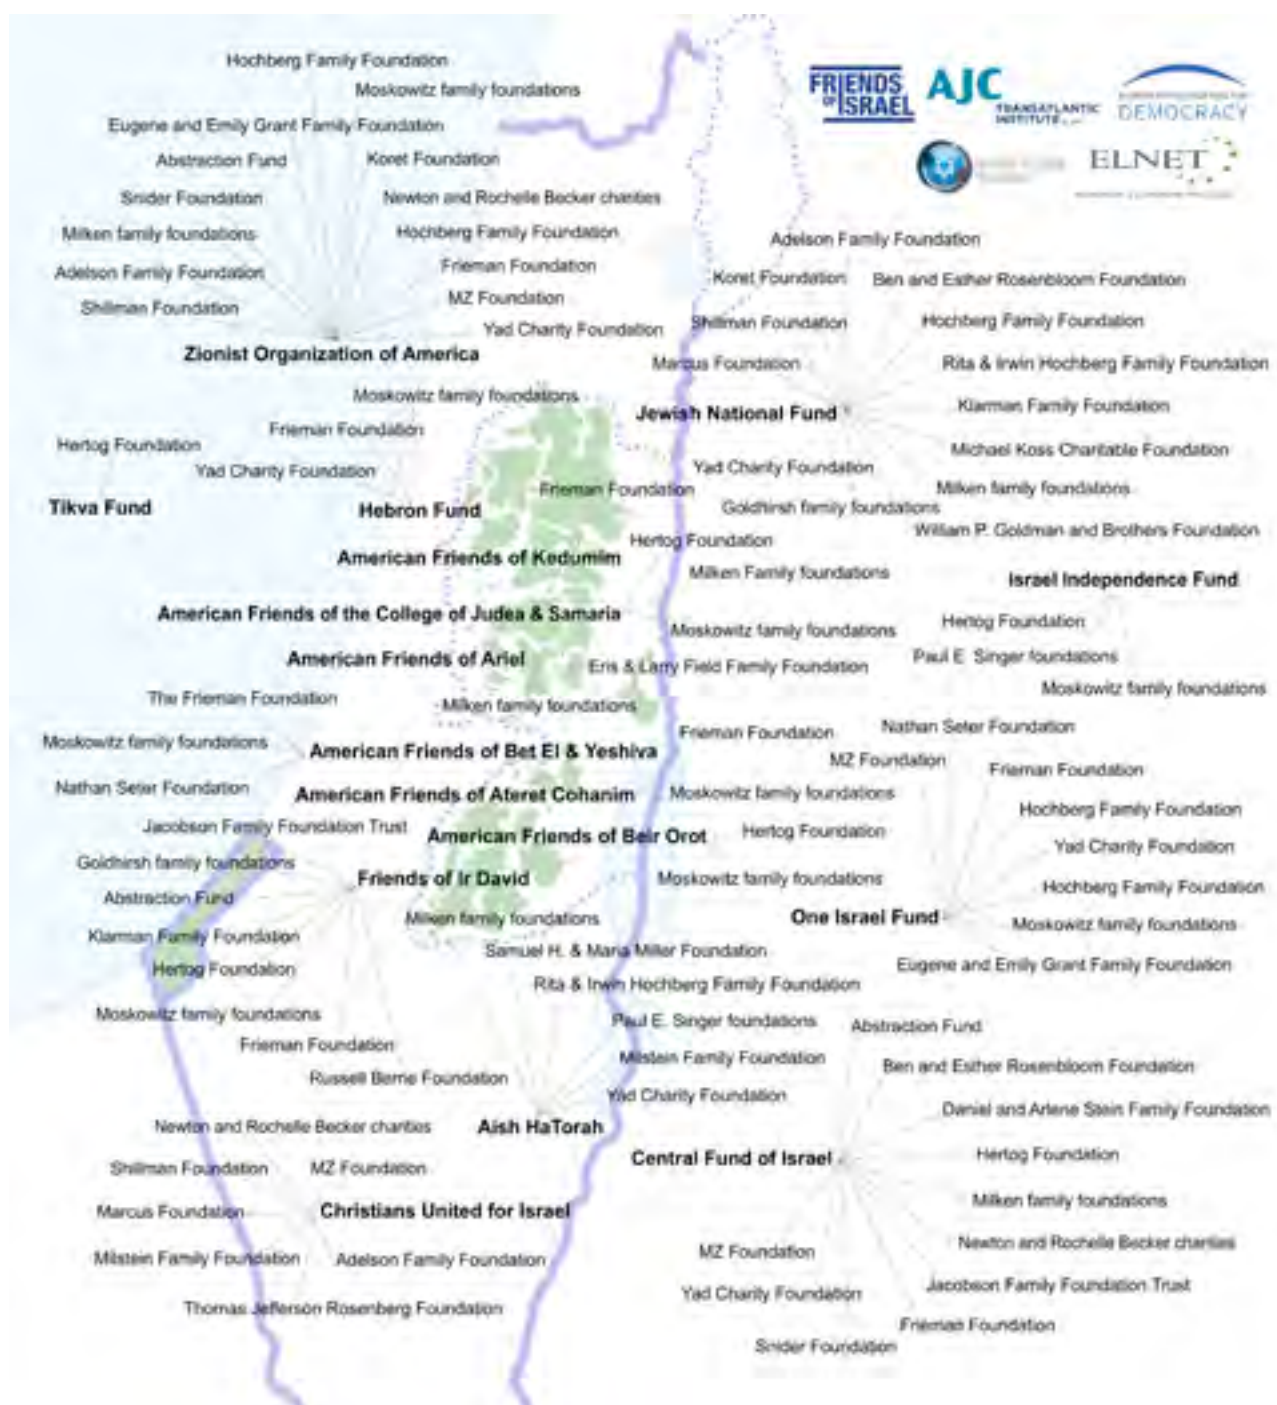 Hochberg Family Foundation
Moskowitz family foundations
Eugene and Emily Grant Family Foundation
Abstraction Fund
Koret Foundation
Snider Foundation
Newton and Rochelle Becker charities
Milken family foundations
Hochberg Family Foundation
Adelson Family Foundation
Frieman Foundation
Shillman Foundation
MZ Foundation
Yad Charity Foundation
Zionist Organization of America
FRIENDS OF ISRAEL
AJC
TRANSATLANTIC
INSTITUTE
DEMOCRACY
ELNET
Adelson Family Foundation
Koret Foundation
Ben and Esther Rosenbloom Foundation
Shillman Foundation
Hochberg Family Foundation
Marcus Foundation
Rita & Irwin Hochberg Family Foundation
Jewish National Fund
Klarman Family Foundation
Michael Koss Charitable Foundation
Yad Charity Foundation
Milken family foundations
Goldhirsh family foundations
William P. Goldman and Brothers Foundation
Moskowitz family foundations
Frieman Foundation
Hertog Foundation
Yad Charity Foundation
Tikva Fund
Hebron Fund
Frieman Foundation
Hertog Foundation
American Friends of Kedumim
Milken Family foundations
Israel Independence Fund
American Friends of the College of Judea & Samaria
Moskowitz family foundations
Hertog Foundation
American Friends of Ariel
Eris & Larry Field Family Foundation
Paul E Singer foundations
Moskowitz family foundations
The Frieman Foundation
Milken family foundations
Frieman Foundation
Nathan Seter Foundation
Moskowitz family foundations
American Friends of Bet El & Yeshiva
MZ Foundation
Frieman Foundation
Nathan Seter Foundation
American Friends of Ateret Cohanim
Moskowitz family foundations
Hochberg Family Foundation
Jacobson Family Foundation Trust
American Friends of Beir Orot
Hertog Foundation
Yad Charity Foundation
Goldhirsh family foundations
Friends of Ir David
Moskowitz family foundations
Hochberg Family Foundation
Abstraction Fund
Milken family foundations
One Israel Fund
Moskowitz family foundations
Klarman Family Foundation
Samuel H. & Maria Miller Foundation
Eugene and Emily Grant Family Foundation
Hertog Foundation
Rita & Irwin Hochberg Family Foundation
Moskowitz family foundations
Paul E. Singer foundations
Abstraction Fund
Frieman Foundation
Milstein Family Foundation
Ben and Esther Rosenbloom Foundation
Russell Berrie Foundation
Yad Charity Foundation
Daniel and Arlene Stein Family Foundation
Newton and Rochelle Becker charities
Aish HaTorah
Central Fund of Israel
Hertog Foundation
Shillman Foundation
MZ Foundation
Milken family foundations
Marcus Foundation
Christians United for Israel
Newton and Rochelle Becker charities
Milstein Family Foundation
Adelson Family Foundation
MZ Foundation
Jacobson Family Foundation Trust
Yad Charity Foundation
Thomas Jefferson Rosenberg Foundation
Frieman Foundation
Snider Foundation